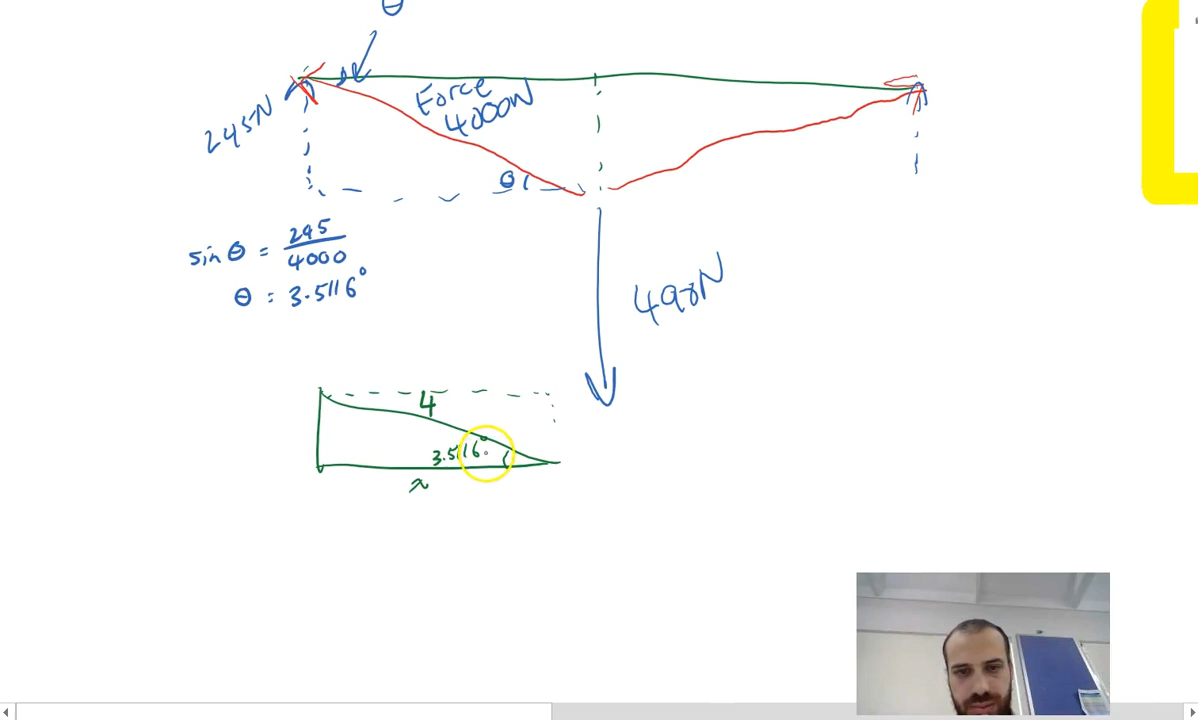 θ
Force
4000N
245N
θ
sin θ = 245/4000
θ = 3.5116°
498N
4
3.5116°
x